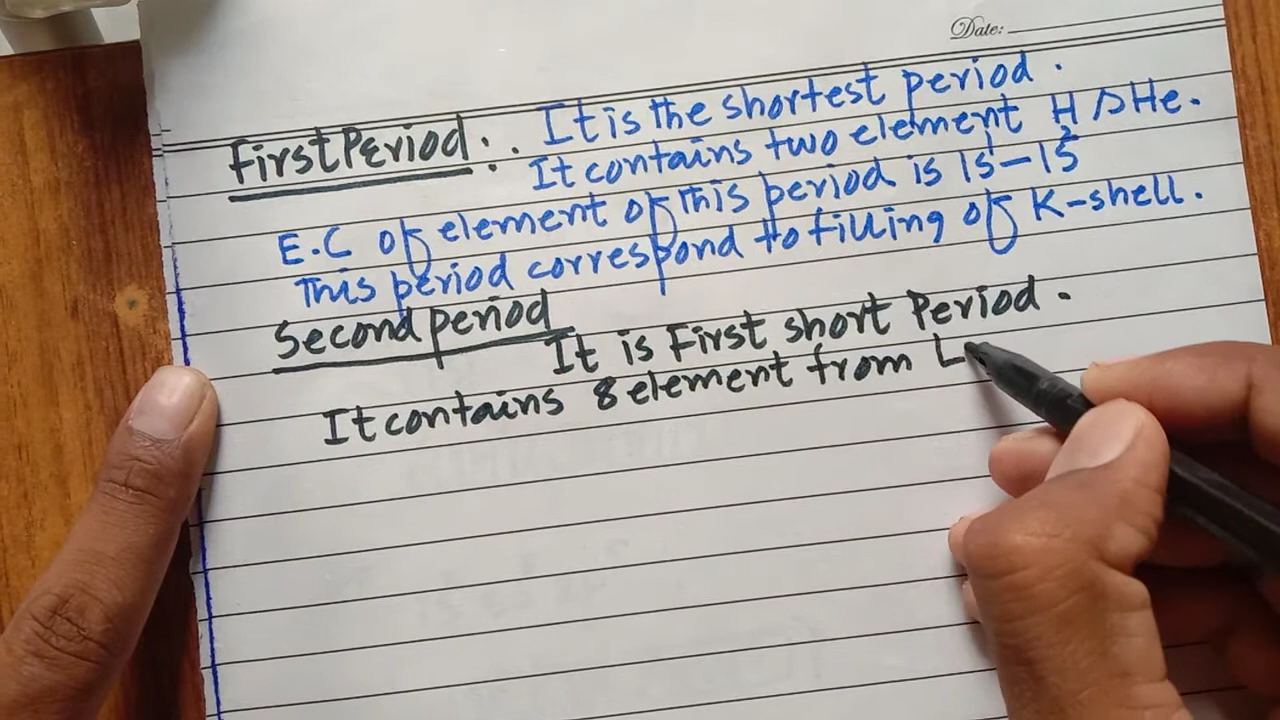 Date:
First Period: . It is the shortest period .
It contains two element H & He .
E.C of element of this period is 1s¹ – 1s²
This period correspond to filling of K-shell .
Second period
It is First short Period .
It contains 8 element from L